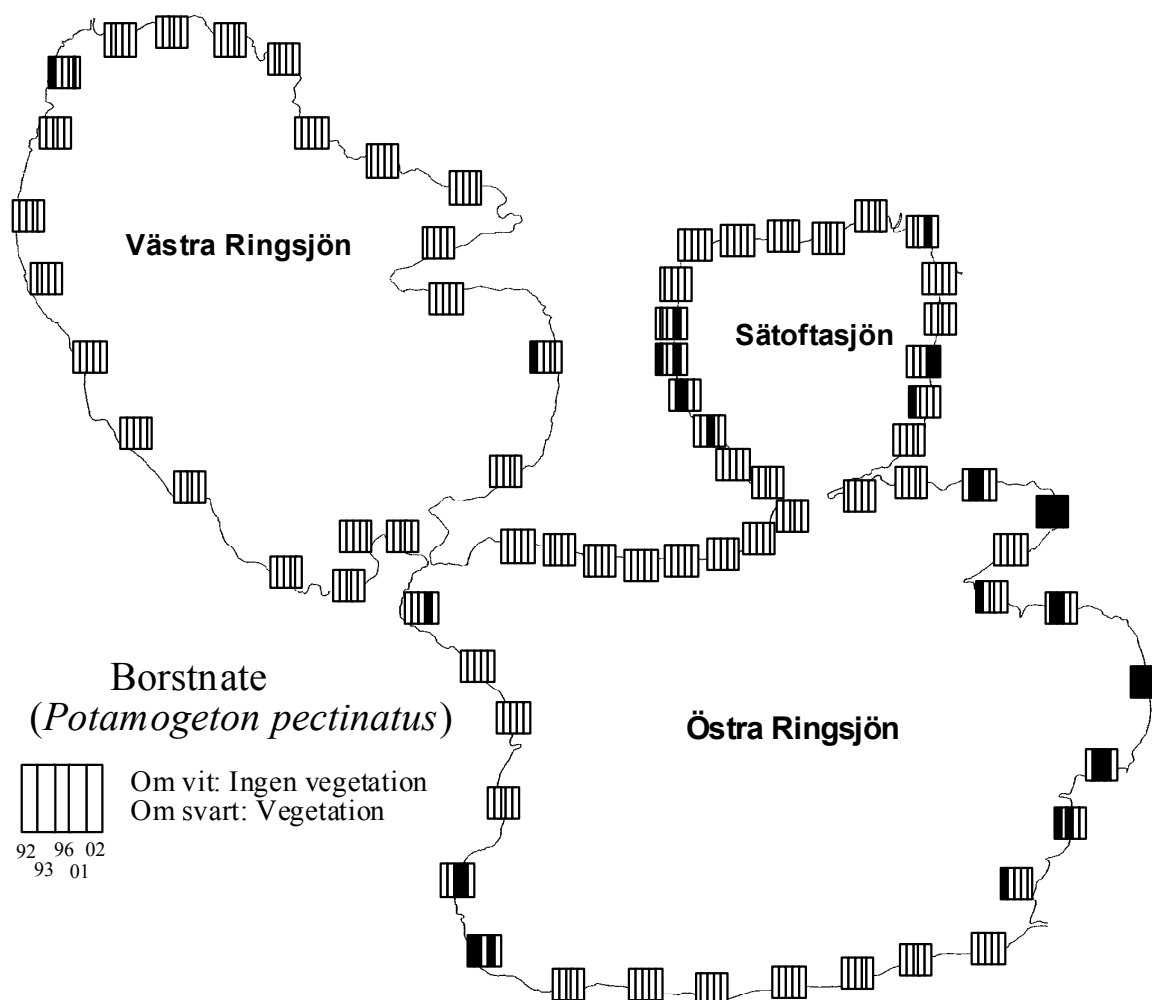 Västra Ringsjön
Sätoftasjön
Borstnate
(Potamogeton pectinatus)
Östra Ringsjön
Om vit: Ingen vegetation
Om svart: Vegetation
92 96 02
93 01